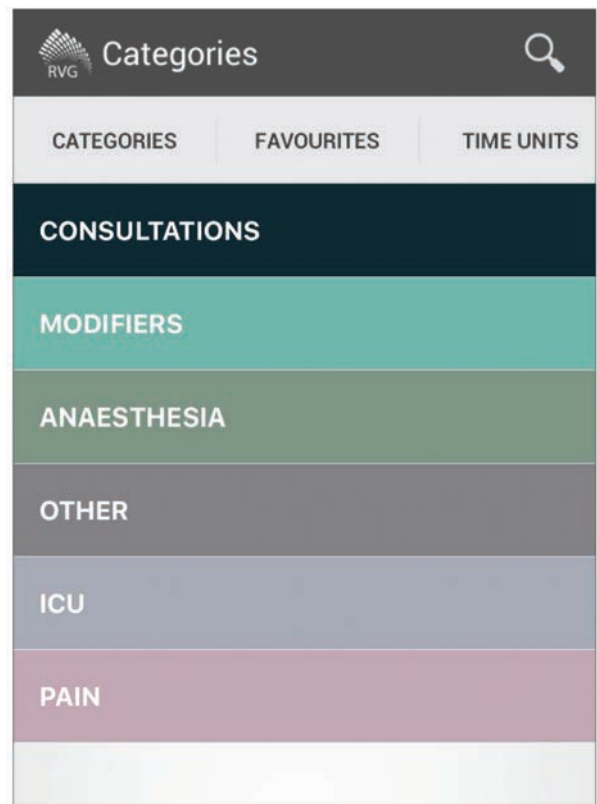 RVG Categories
CATEGORIES FAVOURITES TIME UNITS
CONSULTATIONS
MODIFIERS
ANAESTHESIA
OTHER
ICU
PAIN